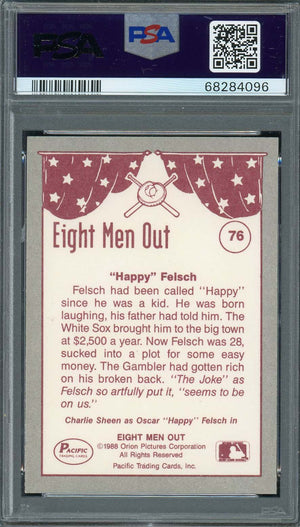 PSA
PSA
68284096
Eight Men Out
76
"Happy" Felsch
Felsch had been called "Happy"
since he was a kid. He was born
laughing, his father had told him. The
White Sox brought him to the big town
at $2,500 a year. Now Felsch was 28,
sucked into a plot for some easy
money. The Gambler had gotten rich
on his broken back. "The Joke" as
Felsch so artfully put it, "seems to be
on us."
Charlie Sheen as Oscar "Happy" Felsch in
EIGHT MEN OUT
©1988 Orion Pictures Corporation
All Rights Reserved
Pacific Trading Cards, Inc.
PACIFIC
TRADING CARDS